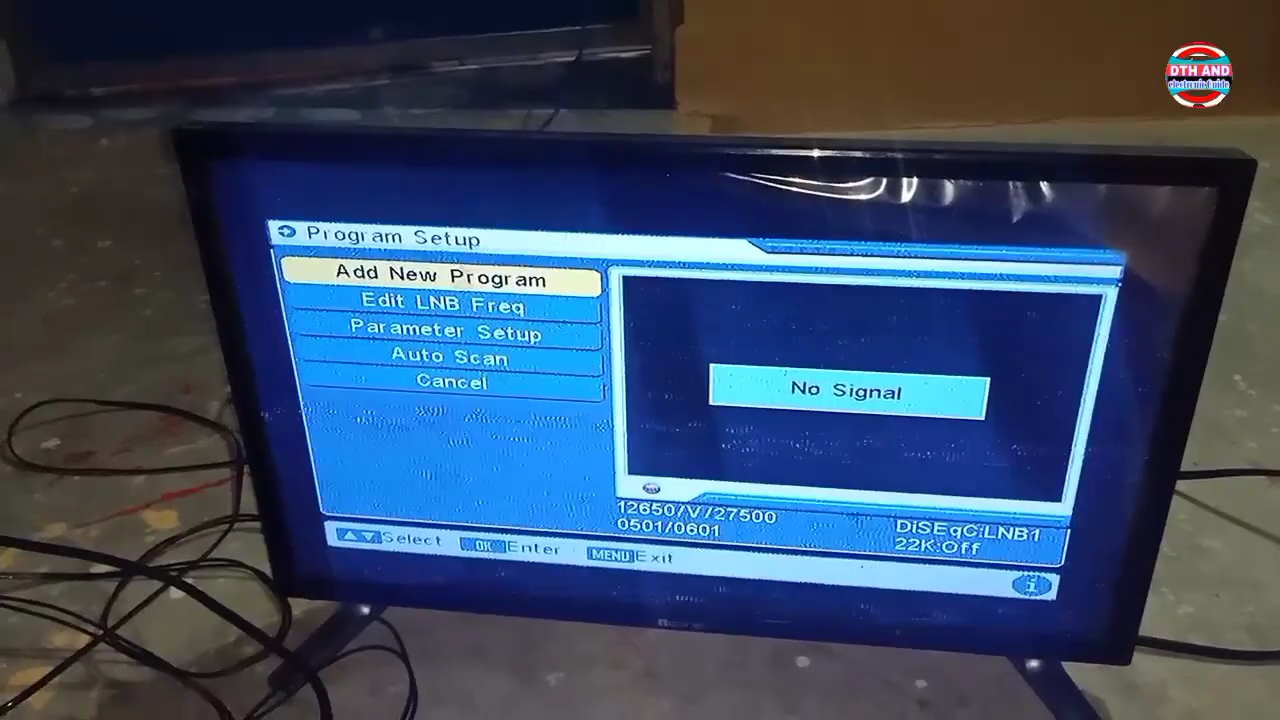 DTH AND
electronicGuide
Program Setup
Add New Program
Edit LNB Freq
Parameter Setup
Auto Scan
Cancel
No Signal
12650/V/27500
0501/0601
DiSEqC:LNB1
22K:Off
Select OK Enter MENU Exit